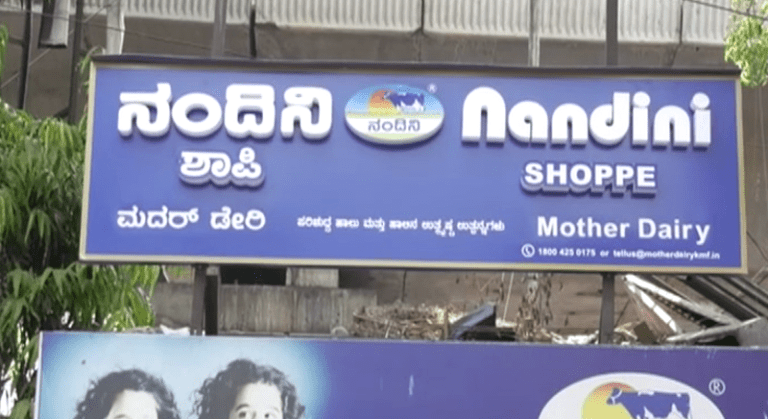 ನಂದಿನಿ
ಶಾಪಿ
ನಂದಿನಿ
®
Nandini
SHOPPE
ಮದರ್ ಡೇರಿ
ಪರಿಶುದ್ಧ ಹಾಲು ಮತ್ತು ಹಾಲಿನ ಉತ್ಕೃಷ್ಟ ಉತ್ಪನ್ನಗಳು
Mother Dairy
1800 425 0175 or tellus@motherdairykmf.in
®